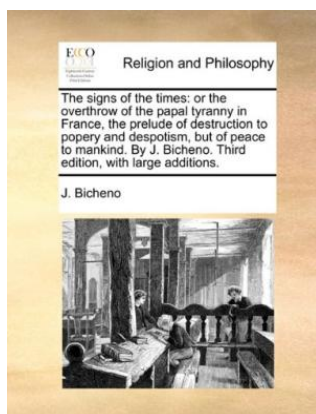 ECCO
Religion and Philosophy
The signs of the times: or the
overthrow of the papal tyranny in
France, the prelude of destruction to
popery and despotism, but of peace
to mankind. By J. Bicheno. Third
edition, with large additions.
J. Bicheno